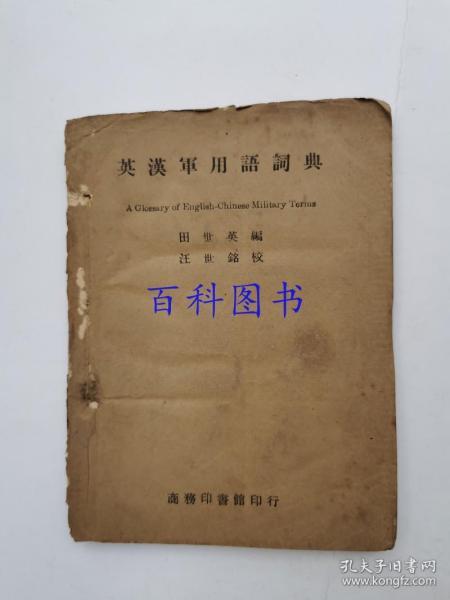 英漢軍用語詞典
A Glossary of English-Chinese Military Terms
田世英編
汪世銘校
百科图书
商務印書館印行
孔夫子旧书网
www.kongfz.com